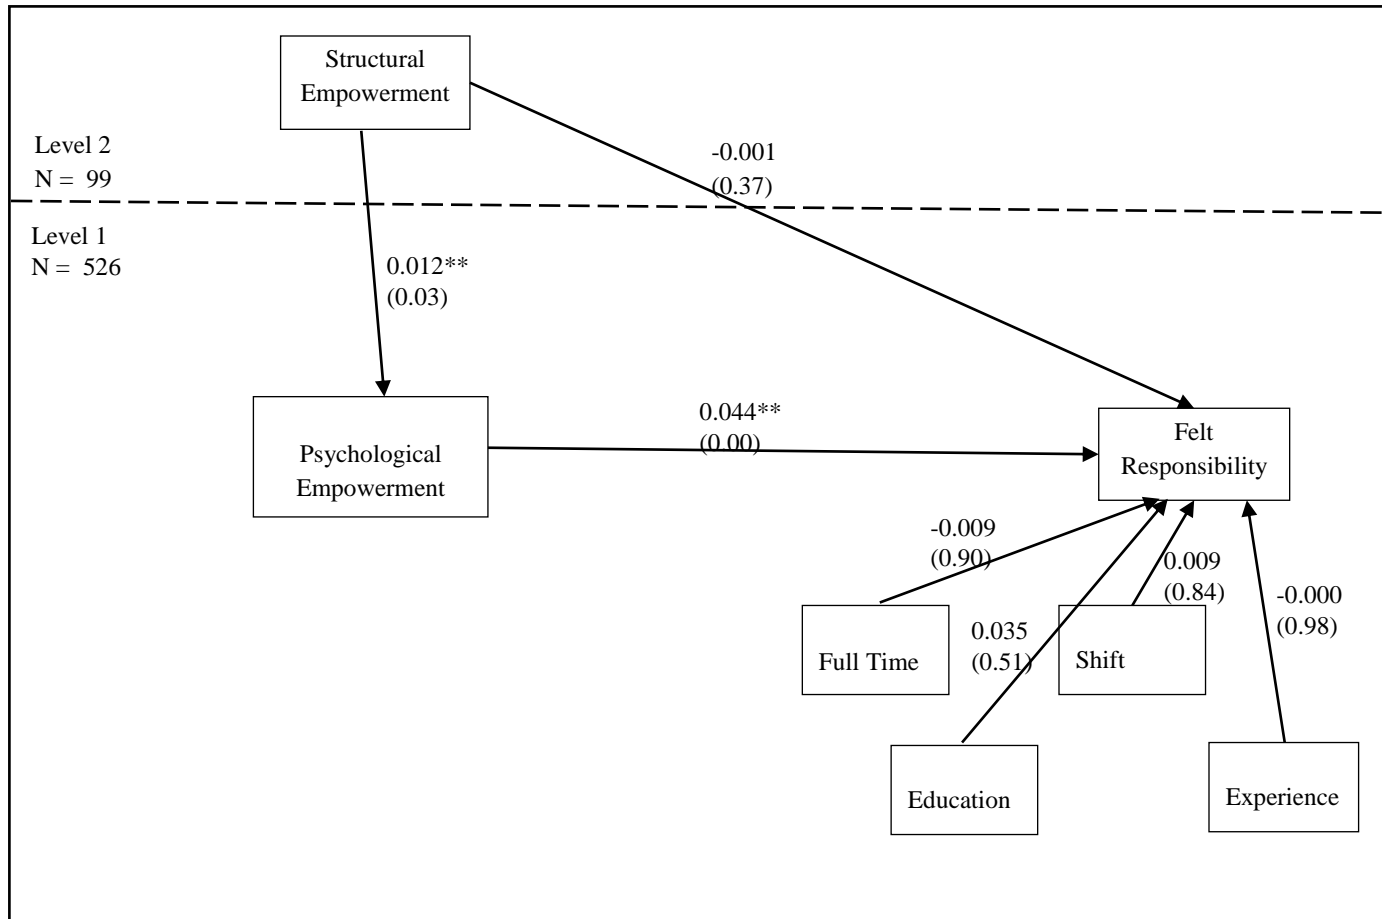 Structural
Empowerment
Level 2
N = 99
-0.001
(0.37)
Level 1
N = 526
0.012**
(0.03)
0.044**
(0.00)
Psychological
Empowerment
Felt
Responsibility
-0.009
(0.90)
0.009
(0.84)
-0.000
(0.98)
0.035
(0.51)
Full Time
Shift
Education
Experience